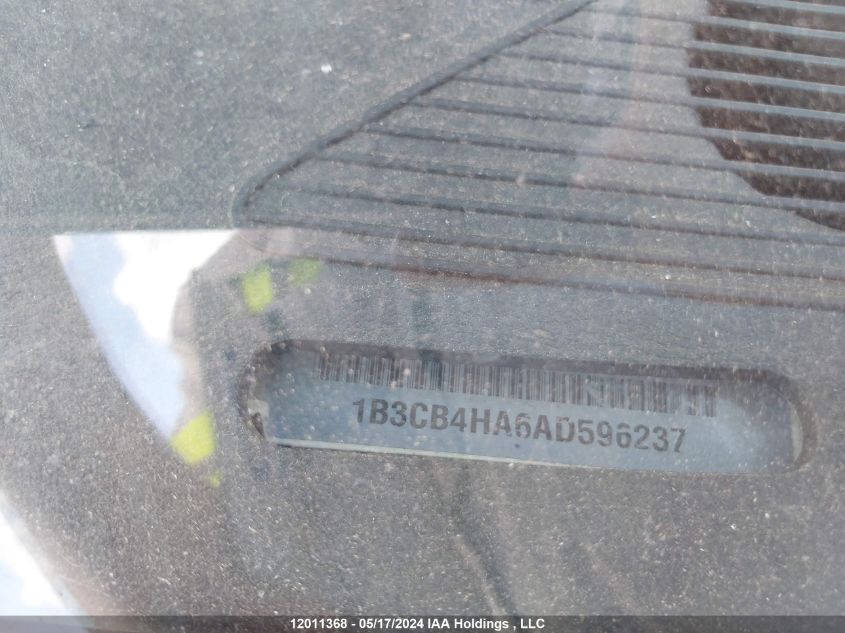 1B3CB4HA6AD596237
12011368 - 05/17/2024 IAA Holdings , LLC